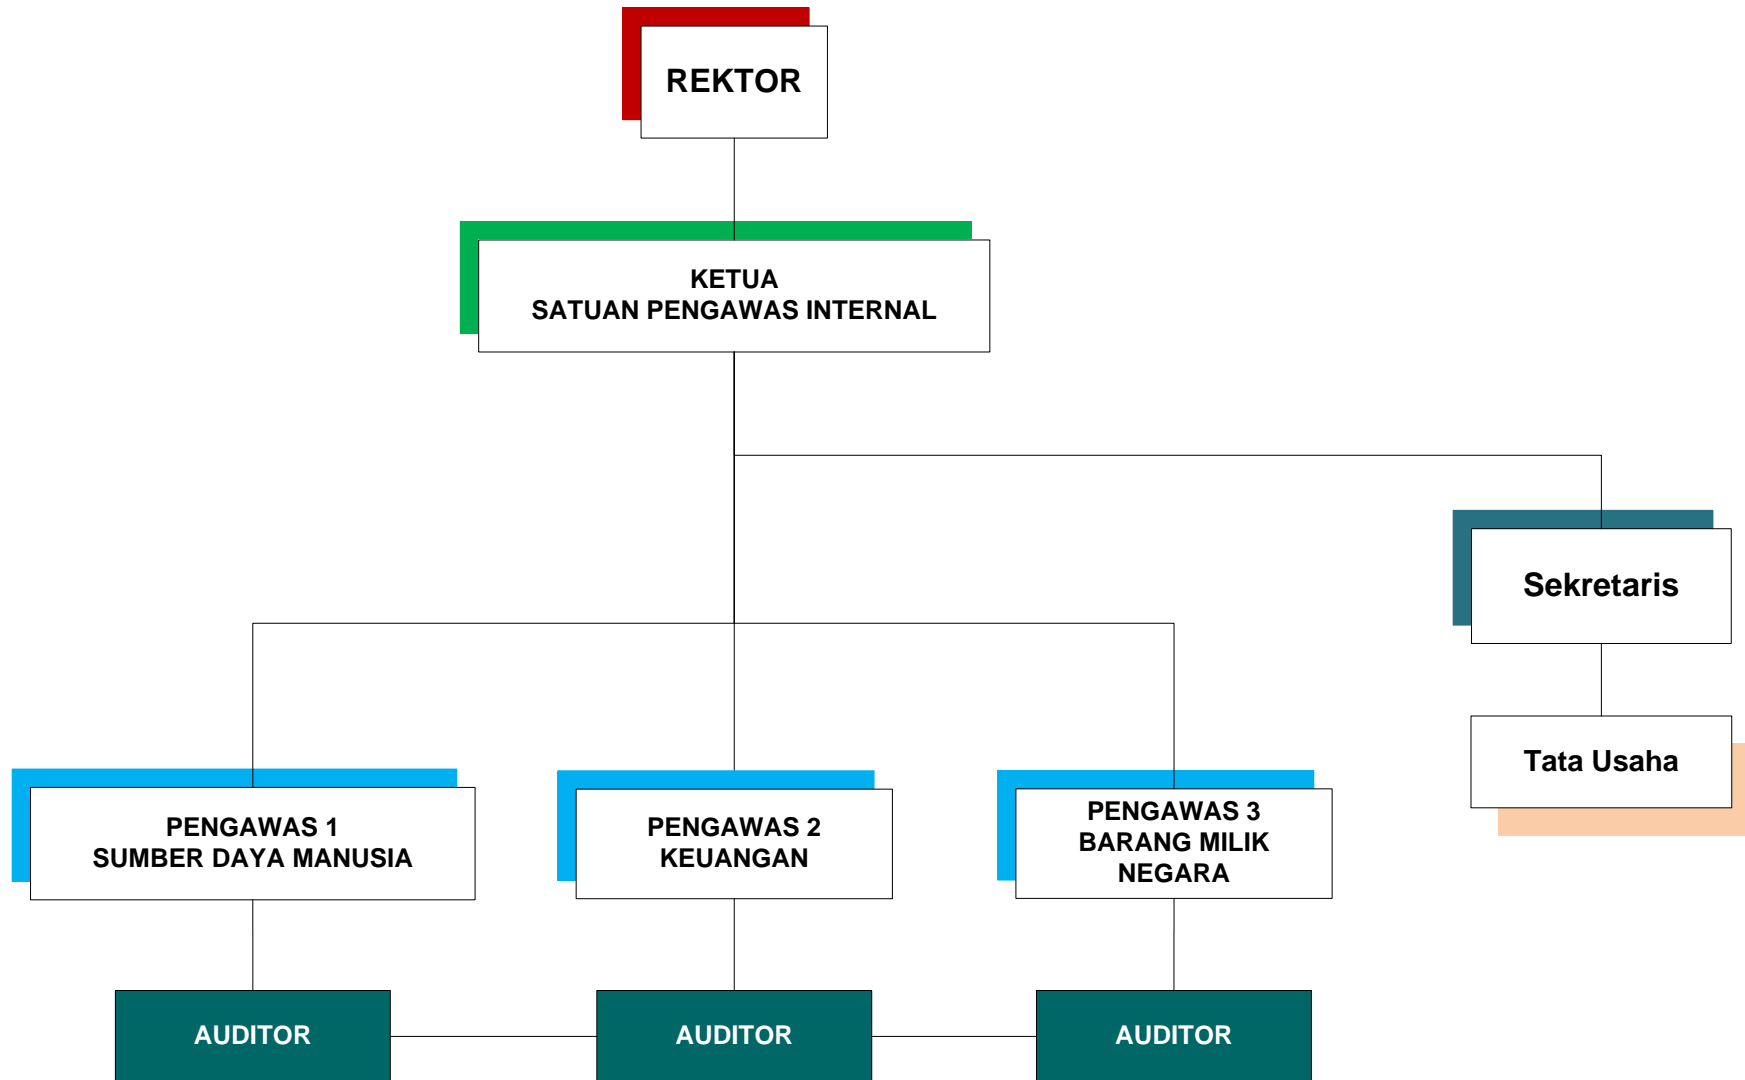 REKTOR
KETUA
SATUAN PENGAWAS INTERNAL
Sekretaris
Tata Usaha
PENGAWAS 1
SUMBER DAYA MANUSIA
PENGAWAS 2
KEUANGAN
PENGAWAS 3
BARANG MILIK
NEGARA
AUDITOR
AUDITOR
AUDITOR